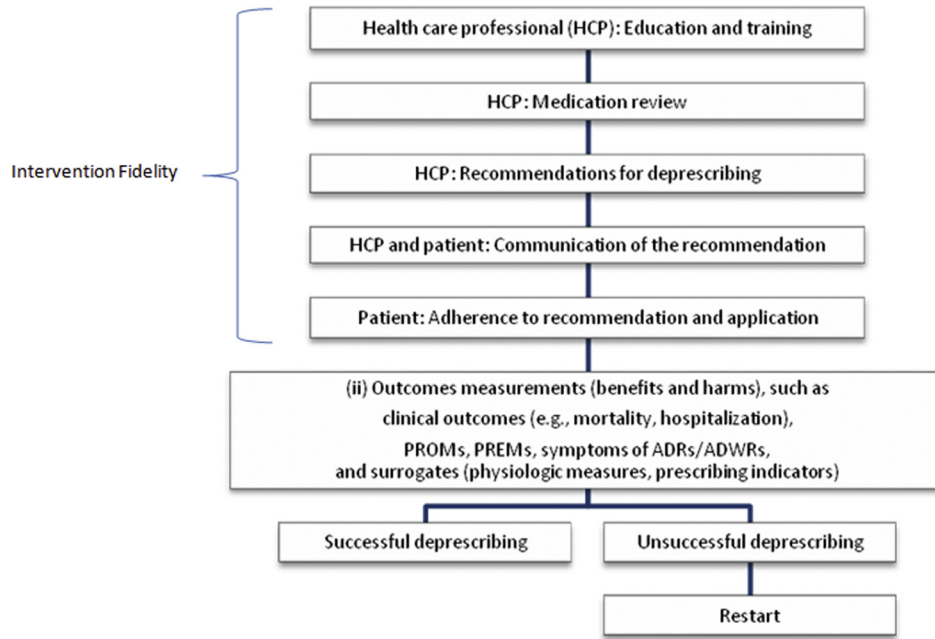 Health care professional (HCP): Education and training
HCP: Medication review
Intervention Fidelity
HCP: Recommendations for deprescribing
HCP and patient: Communication of the recommendation
Patient: Adherence to recommendation and application
(ii) Outcomes measurements (benefits and harms), such as
clinical outcomes (e.g., mortality, hospitalization),
PROMs, PREMs, symptoms of ADRs/ADWRs,
and surrogates (physiologic measures, prescribing indicators)
Successful deprescribing
Unsuccessful deprescribing
Restart